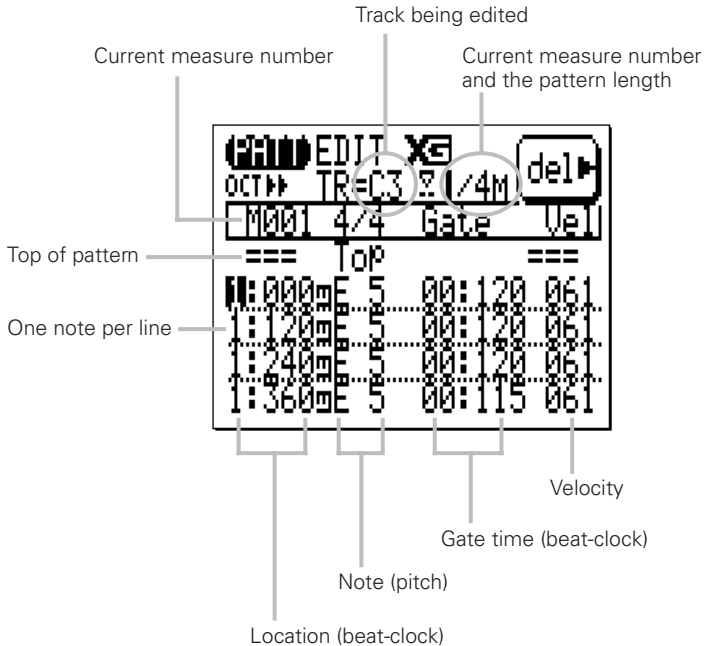 Track being edited
Current measure number
Current measure number
and the pattern length
PATT EDIT XG
del
OCT TR=C3 1/4M
M001 4/4 Gate Vel
Top of pattern
=== Top ===
One note per line
1:000 E 5 00:120 061
1:120 E 5 00:120 061
1:240 E 5 00:120 061
1:360 E 5 00:115 061
Velocity
Gate time (beat-clock)
Note (pitch)
Location (beat-clock)